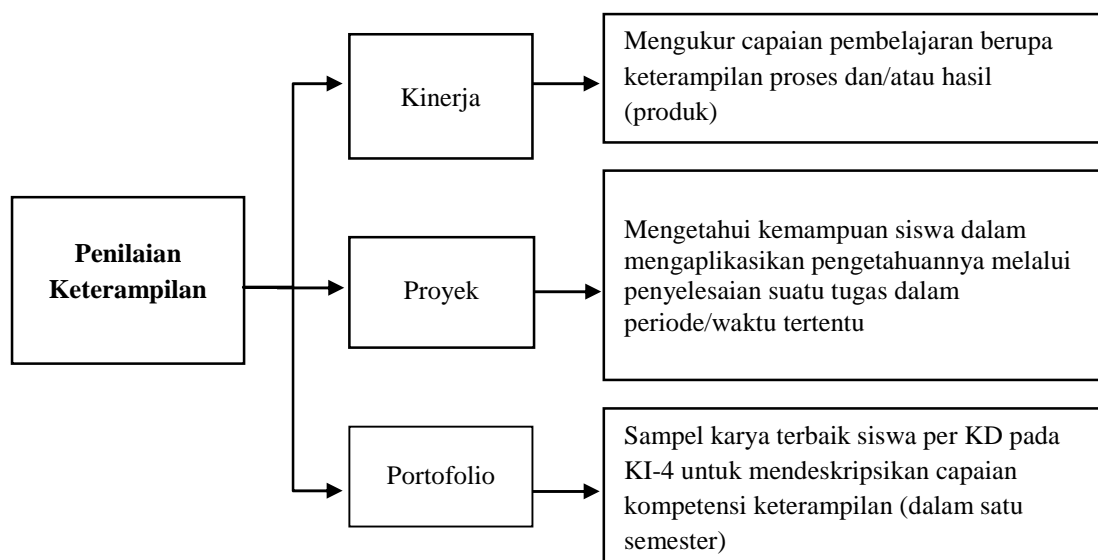 Penilaian
Keterampilan
Kinerja
Mengukur capaian pembelajaran berupa
keterampilan proses dan/atau hasil
(produk)
Proyek
Mengetahui kemampuan siswa dalam
mengaplikasikan pengetahuannya melalui
penyelesaian suatu tugas dalam
periode/waktu tertentu
Portofolio
Sampel karya terbaik siswa per KD pada
KI-4 untuk mendeskripsikan capaian
kompetensi keterampilan (dalam satu
semester)